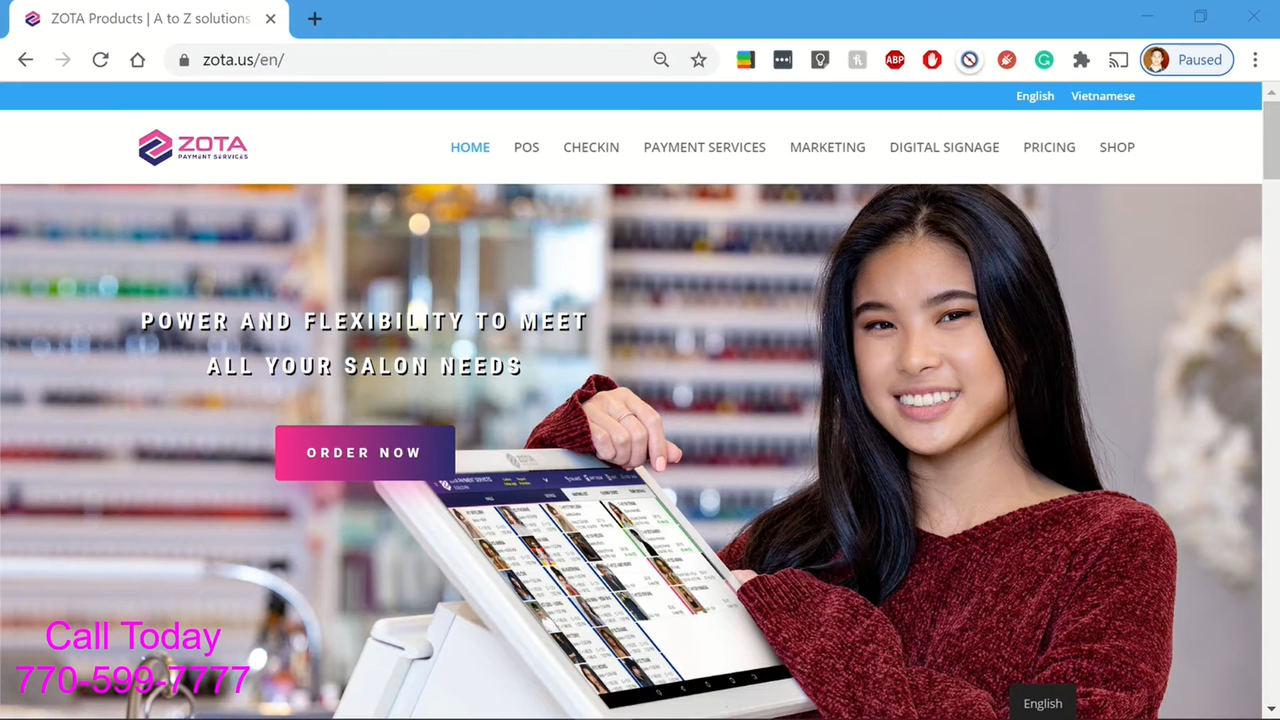 ZOTA Products | A to Z solutions
zota.us/en/
ABP
Paused
English Vietnamese
ZOTA
PAYMENT SERVICES
HOME POS CHECKIN PAYMENT SERVICES MARKETING DIGITAL SIGNAGE PRICING SHOP
POWER AND FLEXIBILITY TO MEET
ALL YOUR SALON NEEDS
ORDER NOW
Call Today
770-599-7777
English